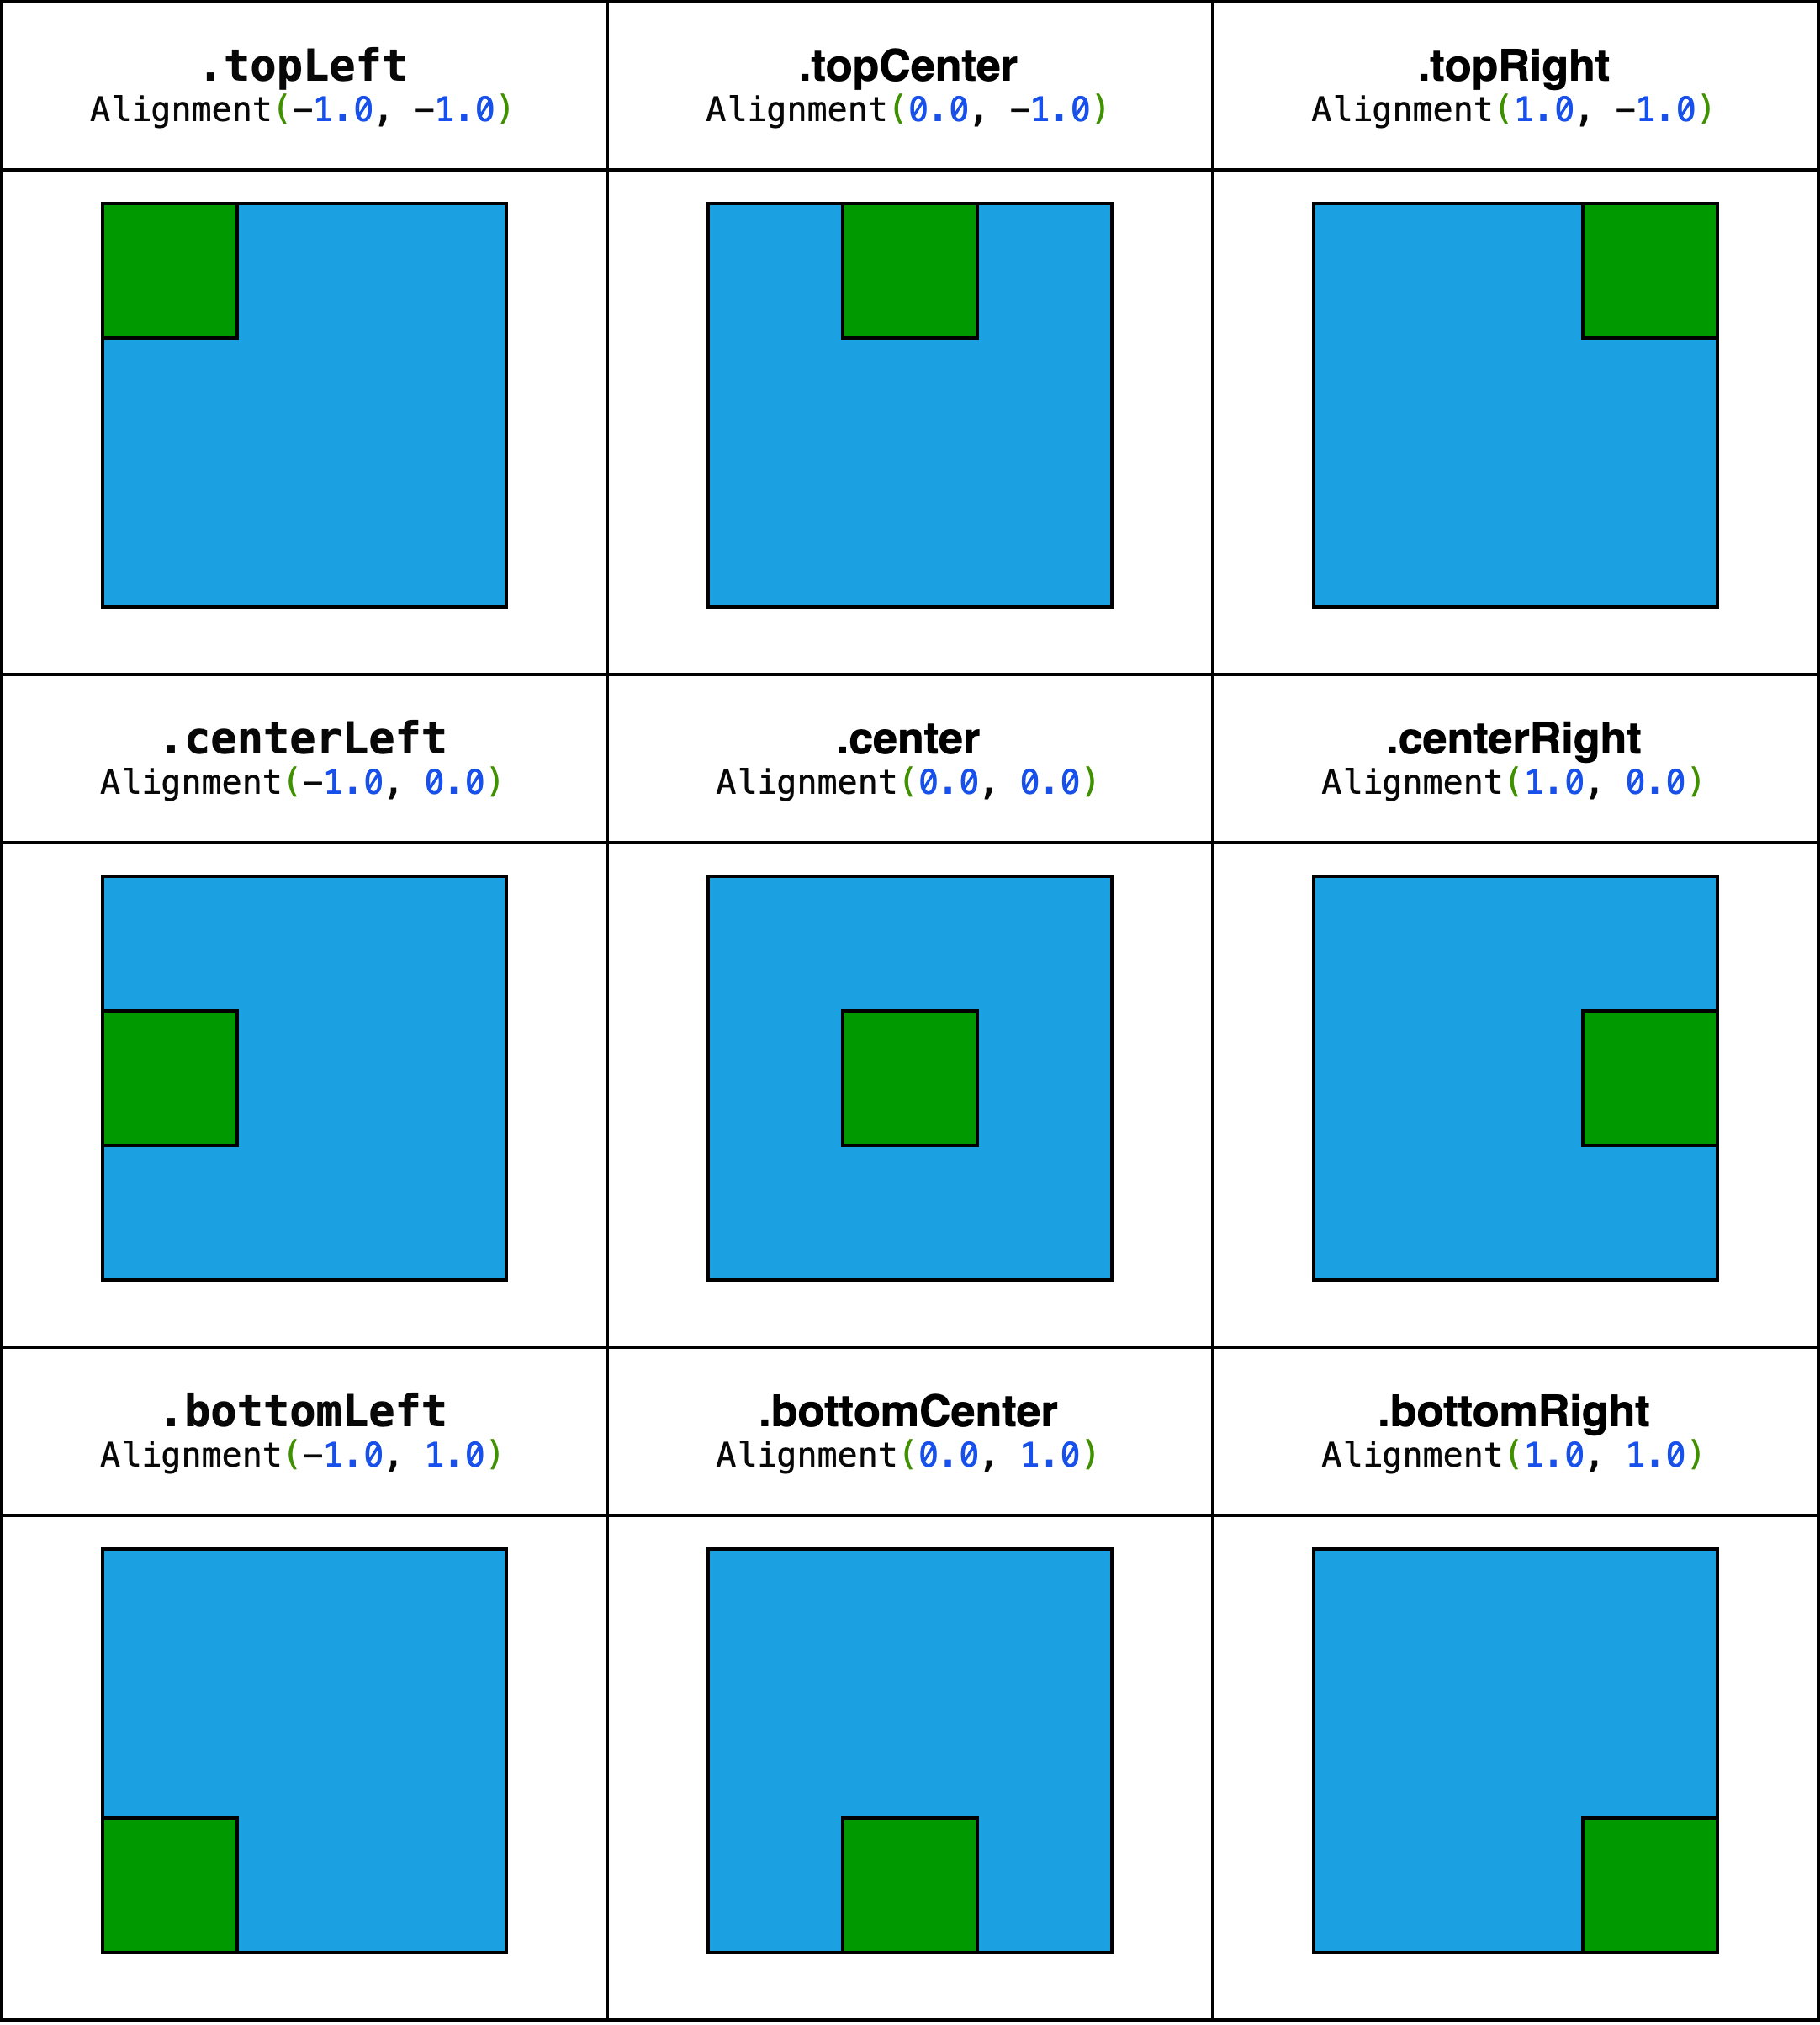 .topLeft
Alignment(-1.0, -1.0)
.topCenter
Alignment(0.0, -1.0)
.topRight
Alignment(1.0, -1.0)
.centerLeft
Alignment(-1.0, 0.0)
.center
Alignment(0.0, 0.0)
.centerRight
Alignment(1.0, 0.0)
.bottomLeft
Alignment(-1.0, 1.0)
.bottomCenter
Alignment(0.0, 1.0)
.bottomRight
Alignment(1.0, 1.0)